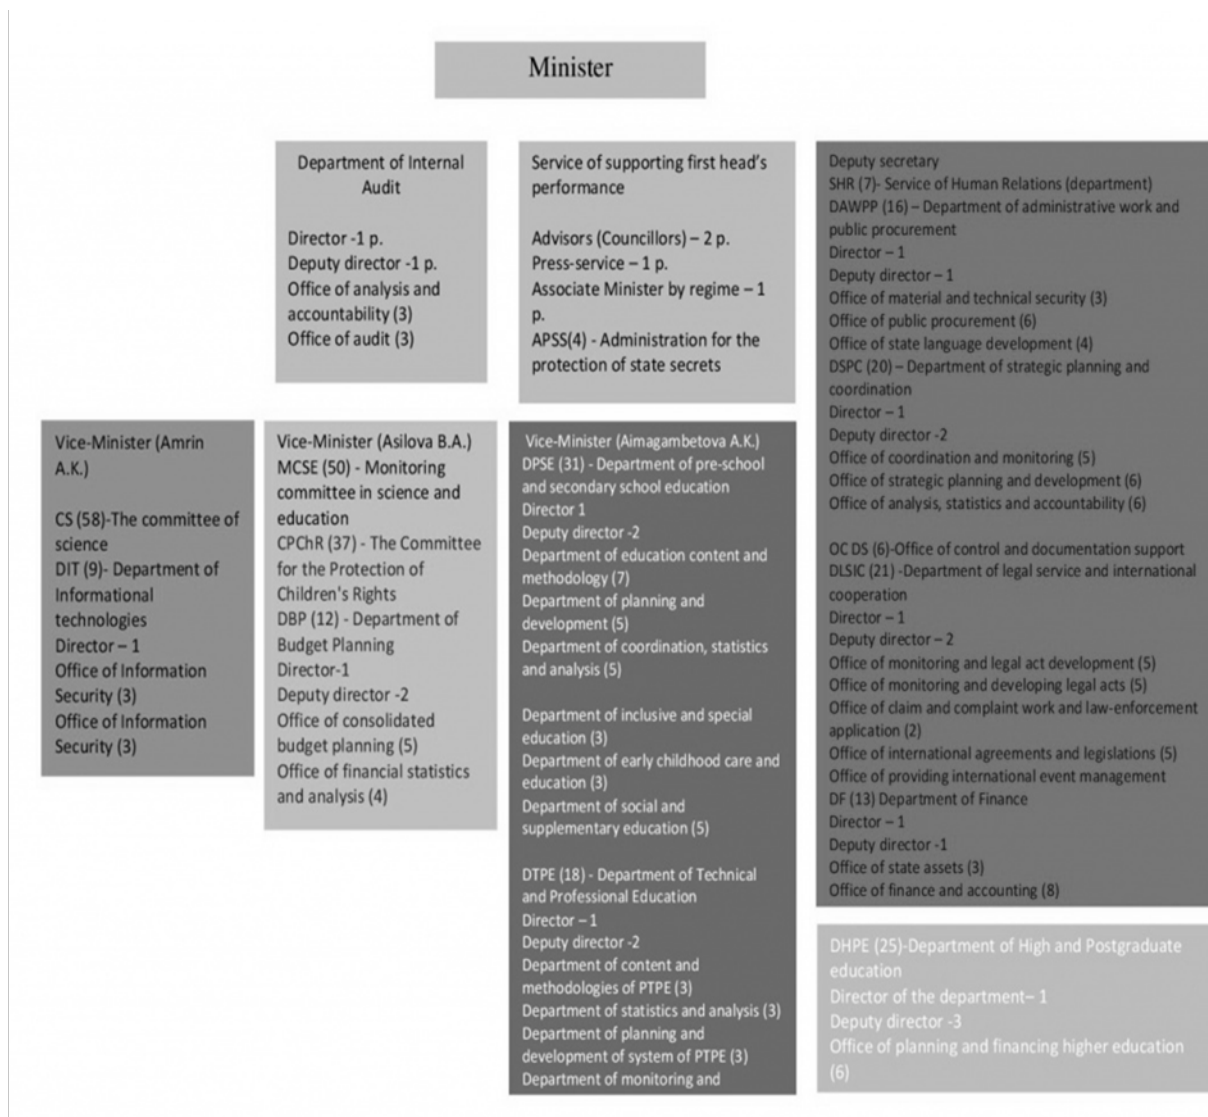 Minister
Department of Internal
Audit
Director -1 p.
Deputy director -1 p.
Office of analysis and
accountability (3)
Office of audit (3)
Service of supporting first head's
performance
Advisors (Councillors) – 2 p.
Press-service – 1 p.
Associate Minister by regime – 1
p.
APSS(4) - Administration for the
protection of state secrets
Deputy secretary
SHR (7)- Service of Human Relations (department)
DAWPP (16) – Department of administrative work and
public procurement
Director – 1
Deputy director – 1
Office of material and technical security (3)
Office of public procurement (6)
Office of state language development (4)
DSPC (20) – Department of strategic planning and
coordination
Director – 1
Deputy director -2
Office of coordination and monitoring (5)
Office of strategic planning and development (6)
Office of analysis, statistics and accountability (6)
OC DS (6)-Office of control and documentation support
DLSIC (21) -Department of legal service and international
cooperation
Director – 1
Deputy director – 2
Office of monitoring and legal act development (5)
Office of monitoring and developing legal acts (5)
Office of claim and complaint work and law-enforcement
application (2)
Office of international agreements and legislations (5)
Office of providing international event management
DF (13) Department of Finance
Director – 1
Deputy director -1
Office of state assets (3)
Office of finance and accounting (8)
Vice-Minister (Amrin
A.K.)
CS (58)-The committee of
science
DIT (9)- Department of
Informational
technologies
Director – 1
Office of Information
Security (3)
Office of Information
Security (3)
Vice-Minister (Asilova B.A.)
MCSE (50) - Monitoring
committee in science and
education
CPChR (37) - The Committee
for the Protection of
Children's Rights
DBP (12) - Department of
Budget Planning
Director-1
Deputy director -2
Office of consolidated
budget planning (5)
Office of financial statistics
and analysis (4)
Vice-Minister (Aimagambetova A.K.)
DPSE (31) - Department of pre-school
and secondary school education
Director 1
Deputy director -2
Department of education content and
methodology (7)
Department of planning and
development (5)
Department of coordination, statistics
and analysis (5)
Department of inclusive and special
education (3)
Department of early childhood care and
education (3)
Department of social and
supplementary education (5)
DTPE (18) - Department of Technical
and Professional Education
Director – 1
Deputy director -2
Department of content and
methodologies of PTPE (3)
Department of statistics and analysis (3)
Department of planning and
development of system of PTPE (3)
Department of monitoring and
DHPE (25)-Department of High and Postgraduate
education
Director of the department– 1
Deputy director -3
Office of planning and financing higher education
(6)